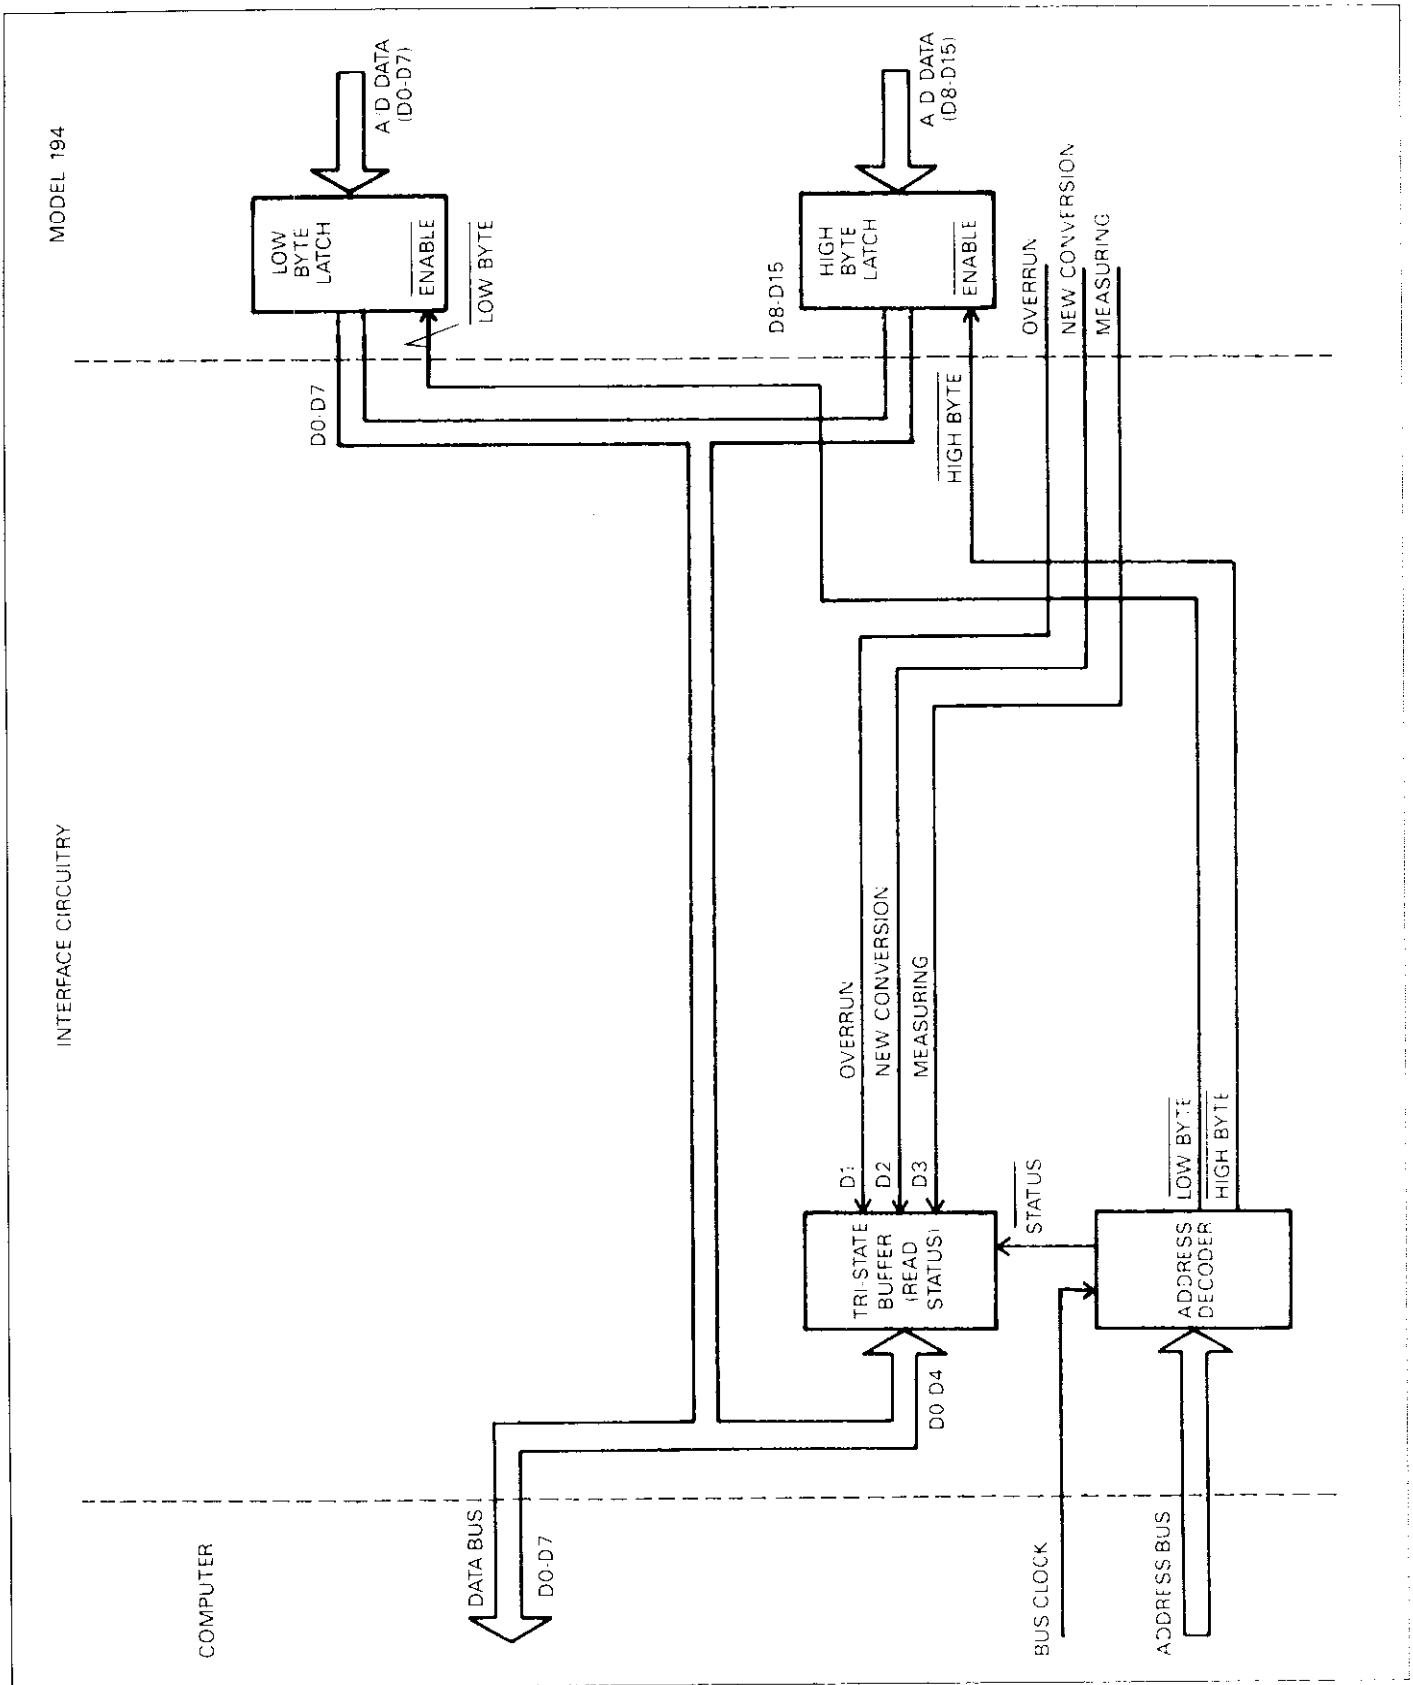 COMPUTER
INTERFACE CIRCUITRY
MODEL 194
DATA BUS
D0-D7
D0-D7
LOW
BYTE
LATCH
ENABLE
LOW BYTE
A/D DATA
(D0-D7)
D8-D15
HIGH
BYTE
LATCH
ENABLE
HIGH BYTE
A/D DATA
(D8-D15)
OVERRUN
NEW CONVERSION
MEASURING
D0 D4
TRI-STATE
BUFFER
(READ
STATUS)
D1 OVERRUN
D2 NEW CONVERSION
D3 MEASURING
STATUS
BUS CLOCK
ADDRESS BUS
ADDRESS
DECODER
LOW BYTE
HIGH BYTE